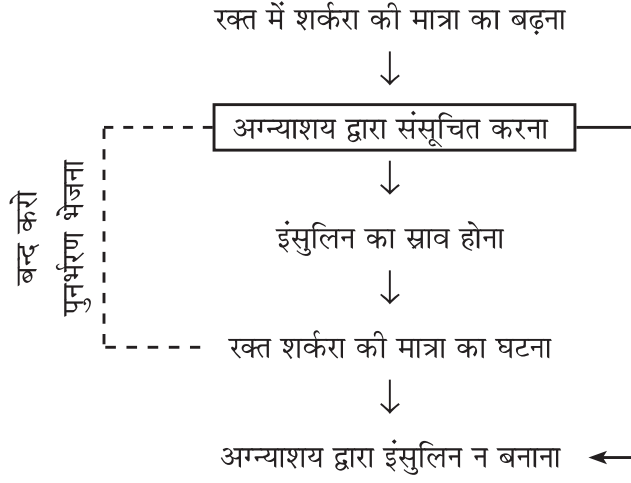 रक्त में शर्करा की मात्रा का बढ़ना
अग्न्याशय द्वारा संसूचित करना
इंसुलिन का स्राव होना
रक्त शर्करा की मात्रा का घटना
अग्न्याशय द्वारा इंसुलिन न बनाना
बन्द करो
पुनर्भरण भेजना